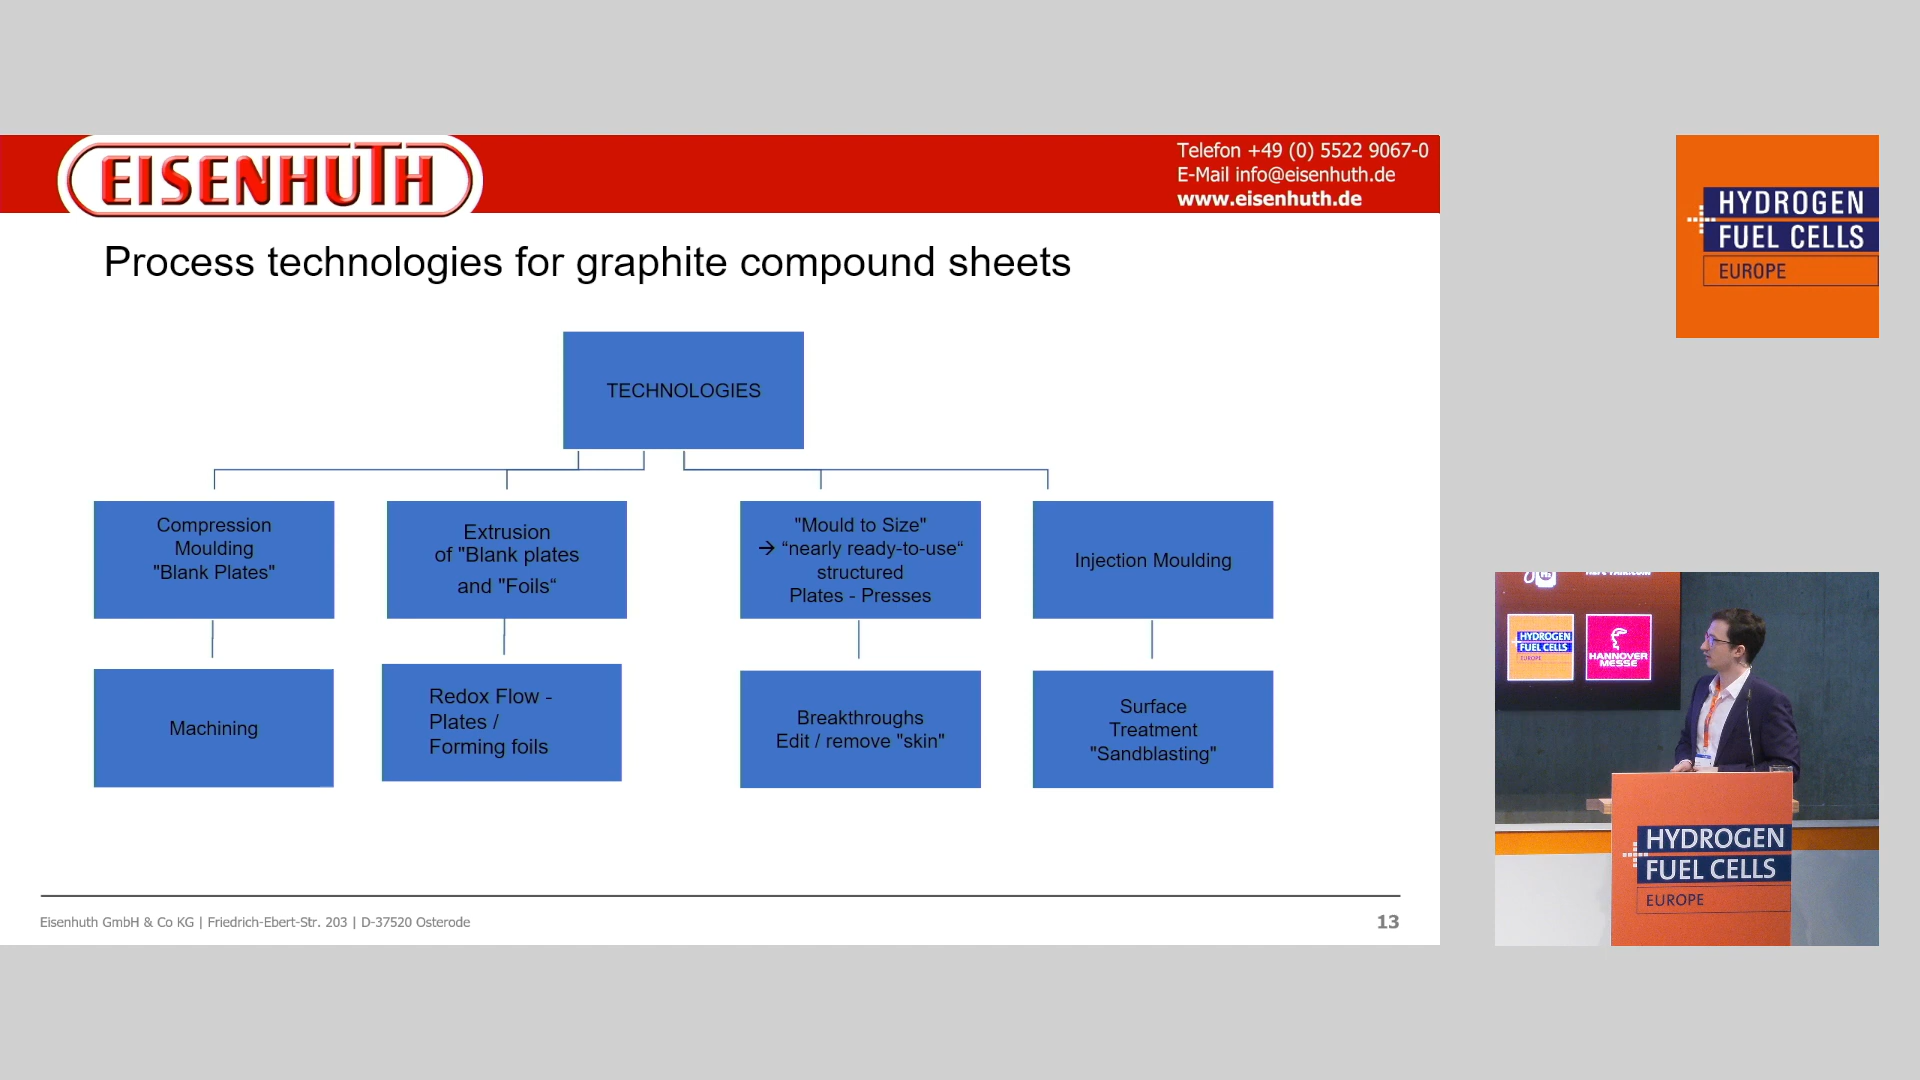 EISENHUTH
Telefon +49 (0) 5522 9067-0
E-Mail info@eisenhuth.de
www.eisenhuth.de
Process technologies for graphite compound sheets
TECHNOLOGIES
Compression
Moulding
"Blank Plates"
Extrusion
of "Blank plates
and "Foils“
"Mould to Size"
→ “nearly ready-to-use“
structured
Plates - Presses
Injection Moulding
Machining
Redox Flow -
Plates /
Forming foils
Breakthroughs
Edit / remove "skin"
Surface
Treatment
"Sandblasting"
Eisenhuth GmbH & Co KG | Friedrich-Ebert-Str. 203 | D-37520 Osterode
13
HYDROGEN
FUEL CELLS
EUROPE
HYDROGEN
FUEL CELLS
EUROPE
HANNOVER
MESSE
HYDROGEN
FUEL CELLS
EUROPE